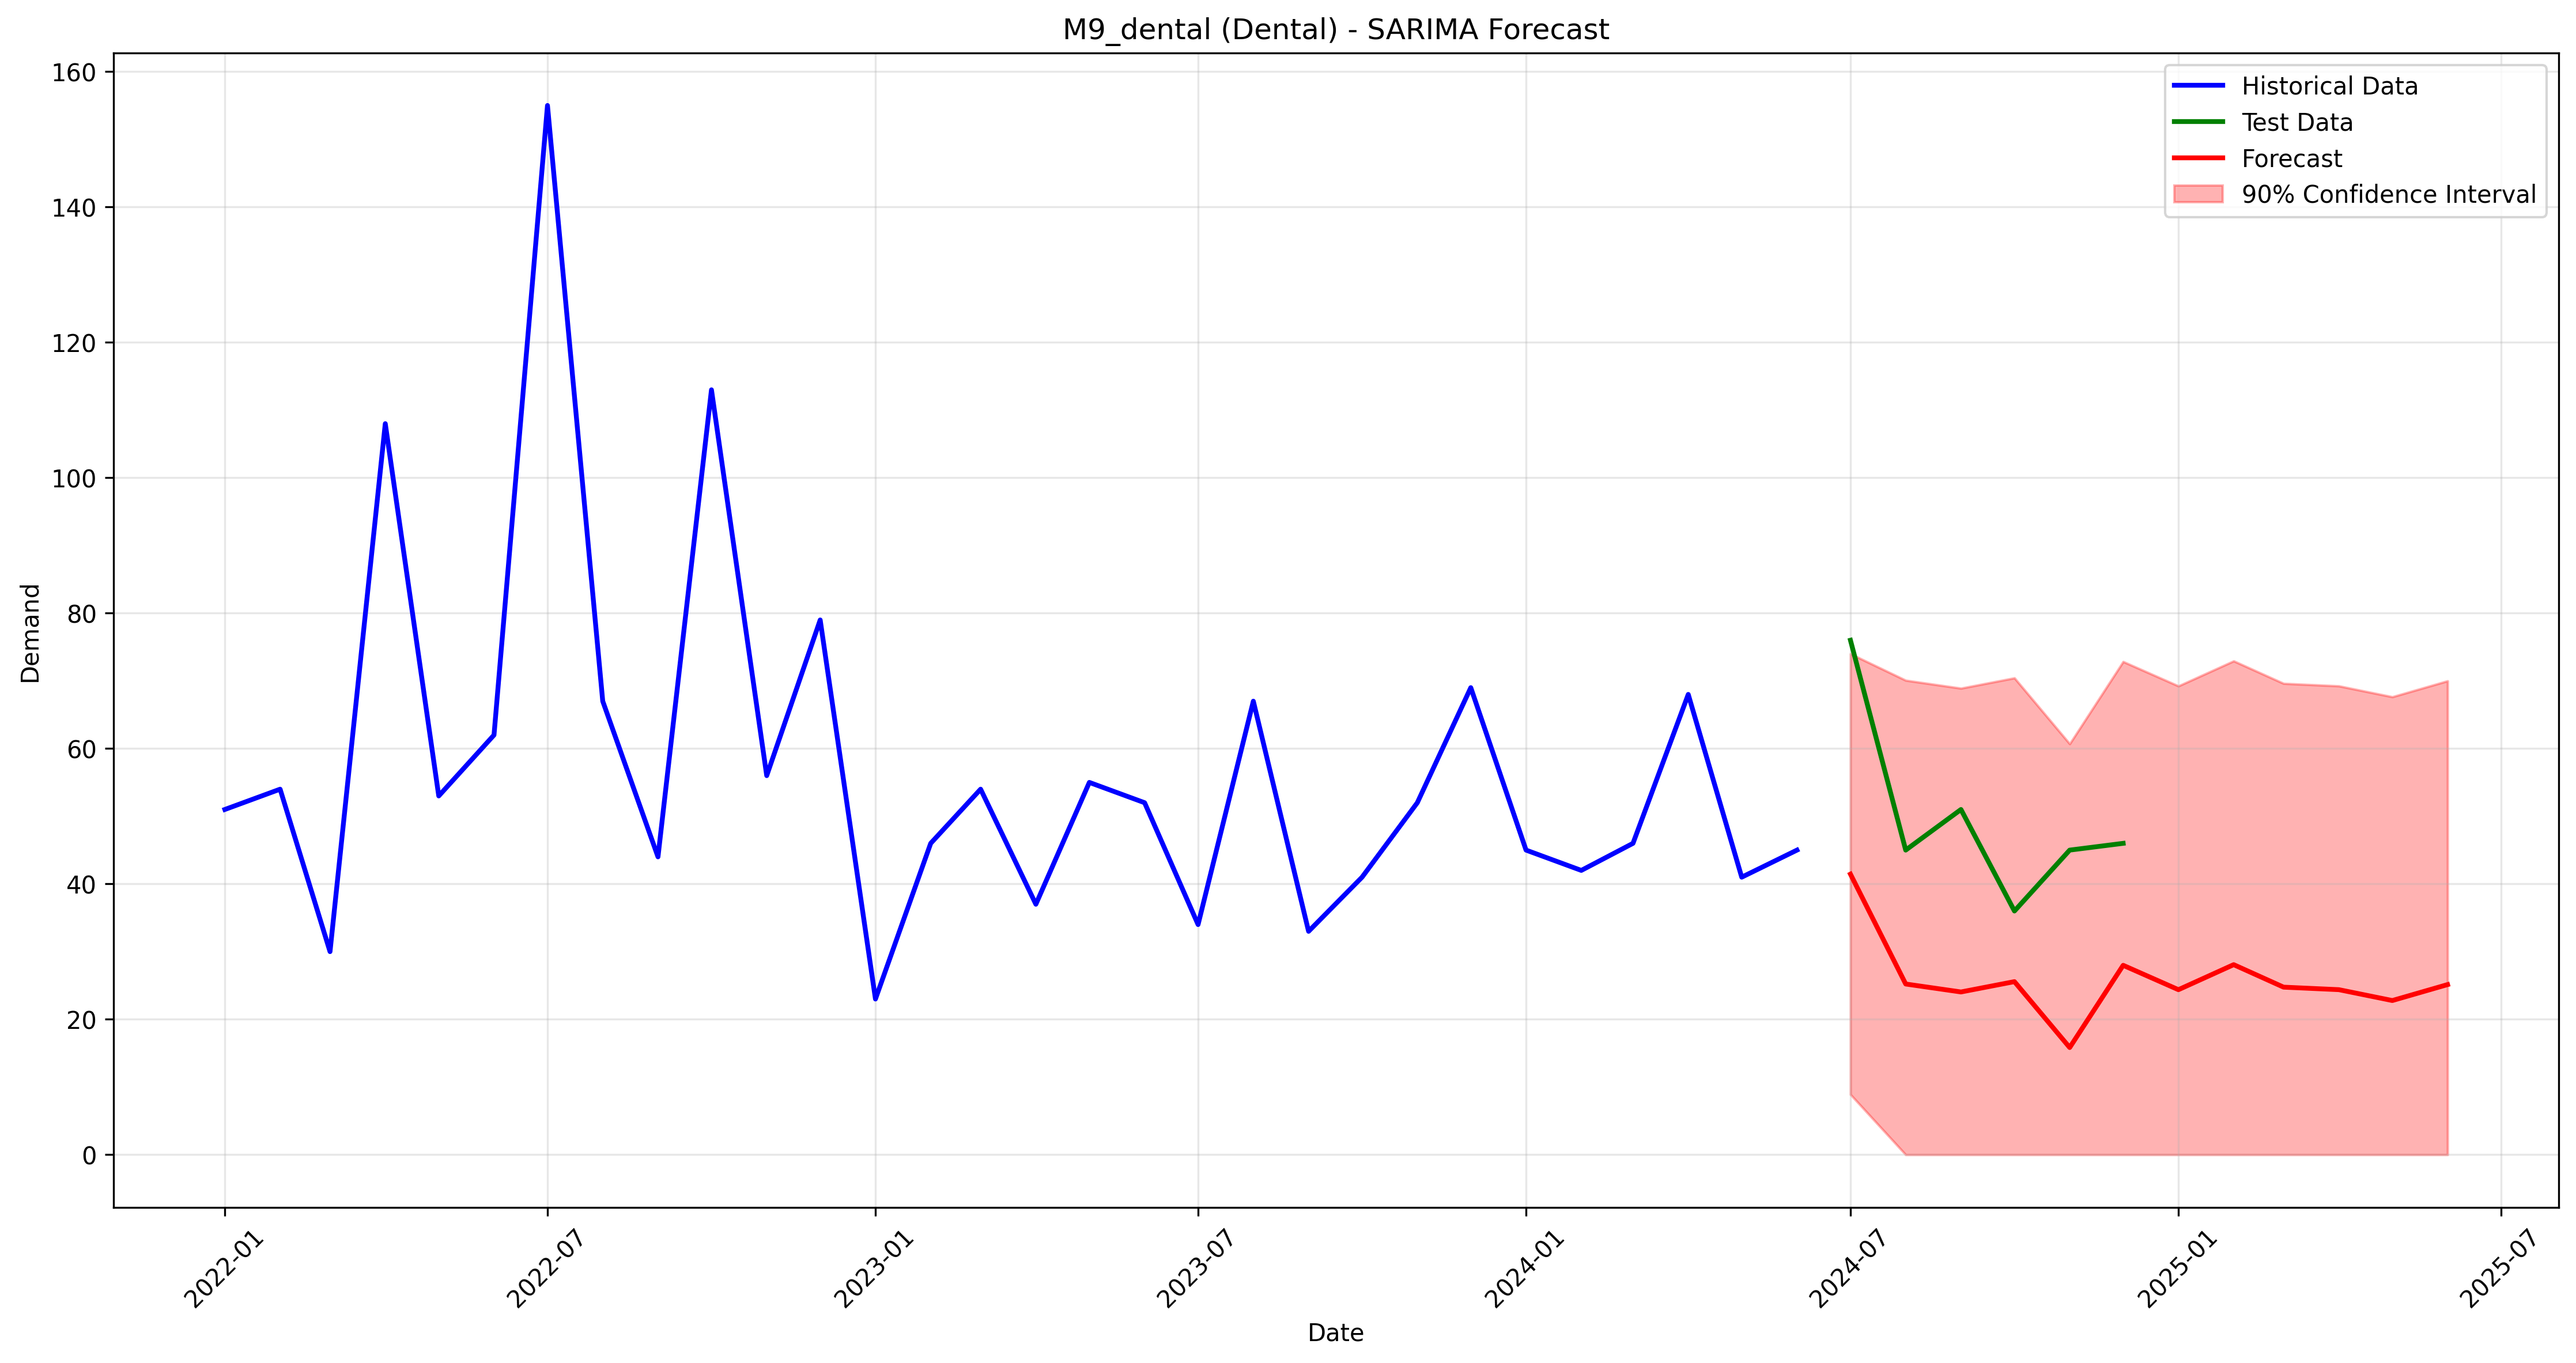 M9_dental (Dental) - SARIMA Forecast
160
140
120
100
80
60
40
20
0
Demand
Historical Data
Test Data
Forecast
90% Confidence Interval
2022-01
2022-07
2023-01
2023-07
2024-01
2024-07
2025-01
2025-07
Date